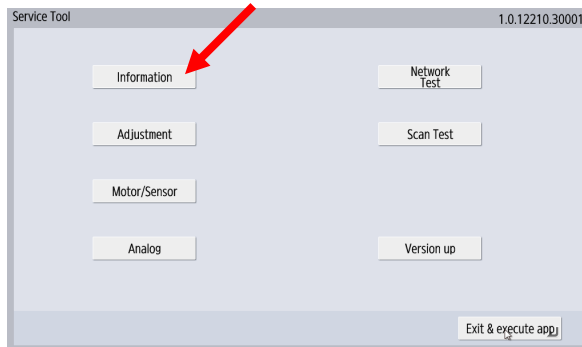 Service Tool
1.0.12210.30001
Information
Network
Test
Adjustment
Scan Test
Motor/Sensor
Analog
Version up
Exit & execute app